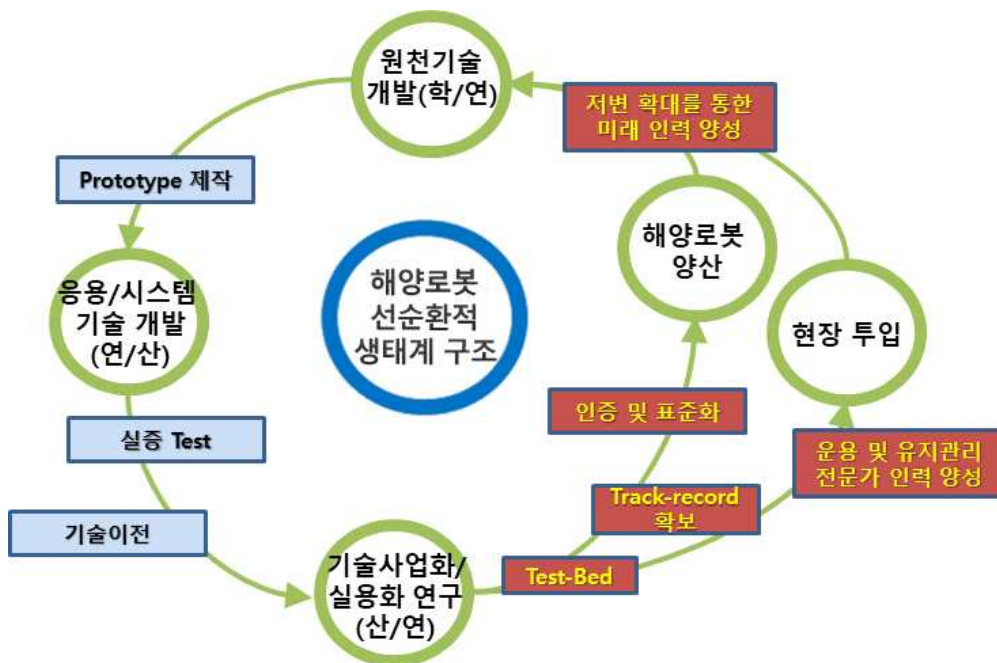 원천기술
개발(학/연)
저변 확대를 통한
미래 인력 양성
Prototype 제작
해양로봇
양산
해양로봇
선순환적
생태계 구조
응용/시스템
기술 개발
(연/산)
현장 투입
인증 및 표준화
실증 Test
운용 및 유지관리
전문가 인력 양성
Track-record
확보
기술이전
Test-Bed
기술사업화/
실용화 연구
(산/연)